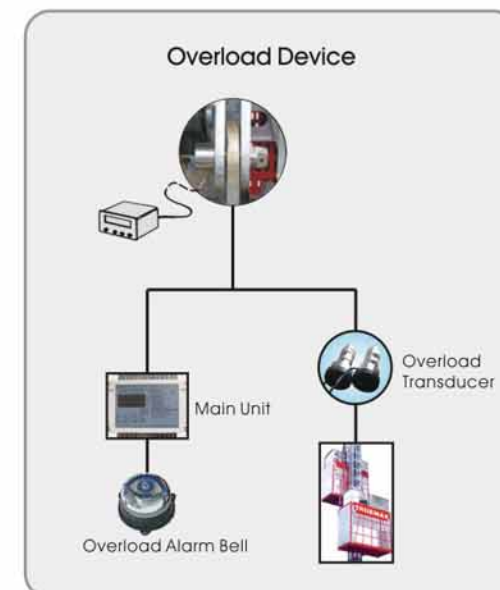 Overload Device
Main Unit
Overload
Transducer
Overload Alarm Bell